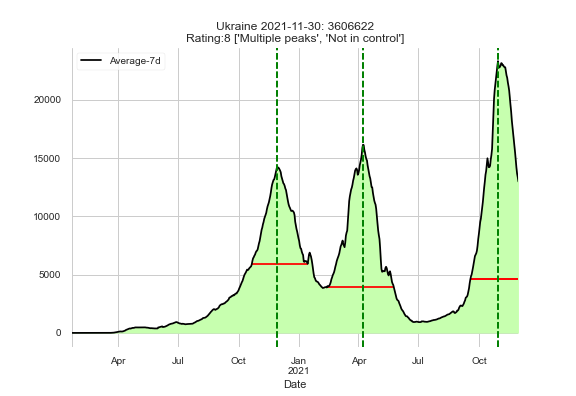 Ukraine 2021-11-30: 3606622
Rating:8 ['Multiple peaks', 'Not in control']
Average-7d
20000
15000
10000
5000
0
Apr Jul Oct Jan Apr Jul Oct
2021
Date